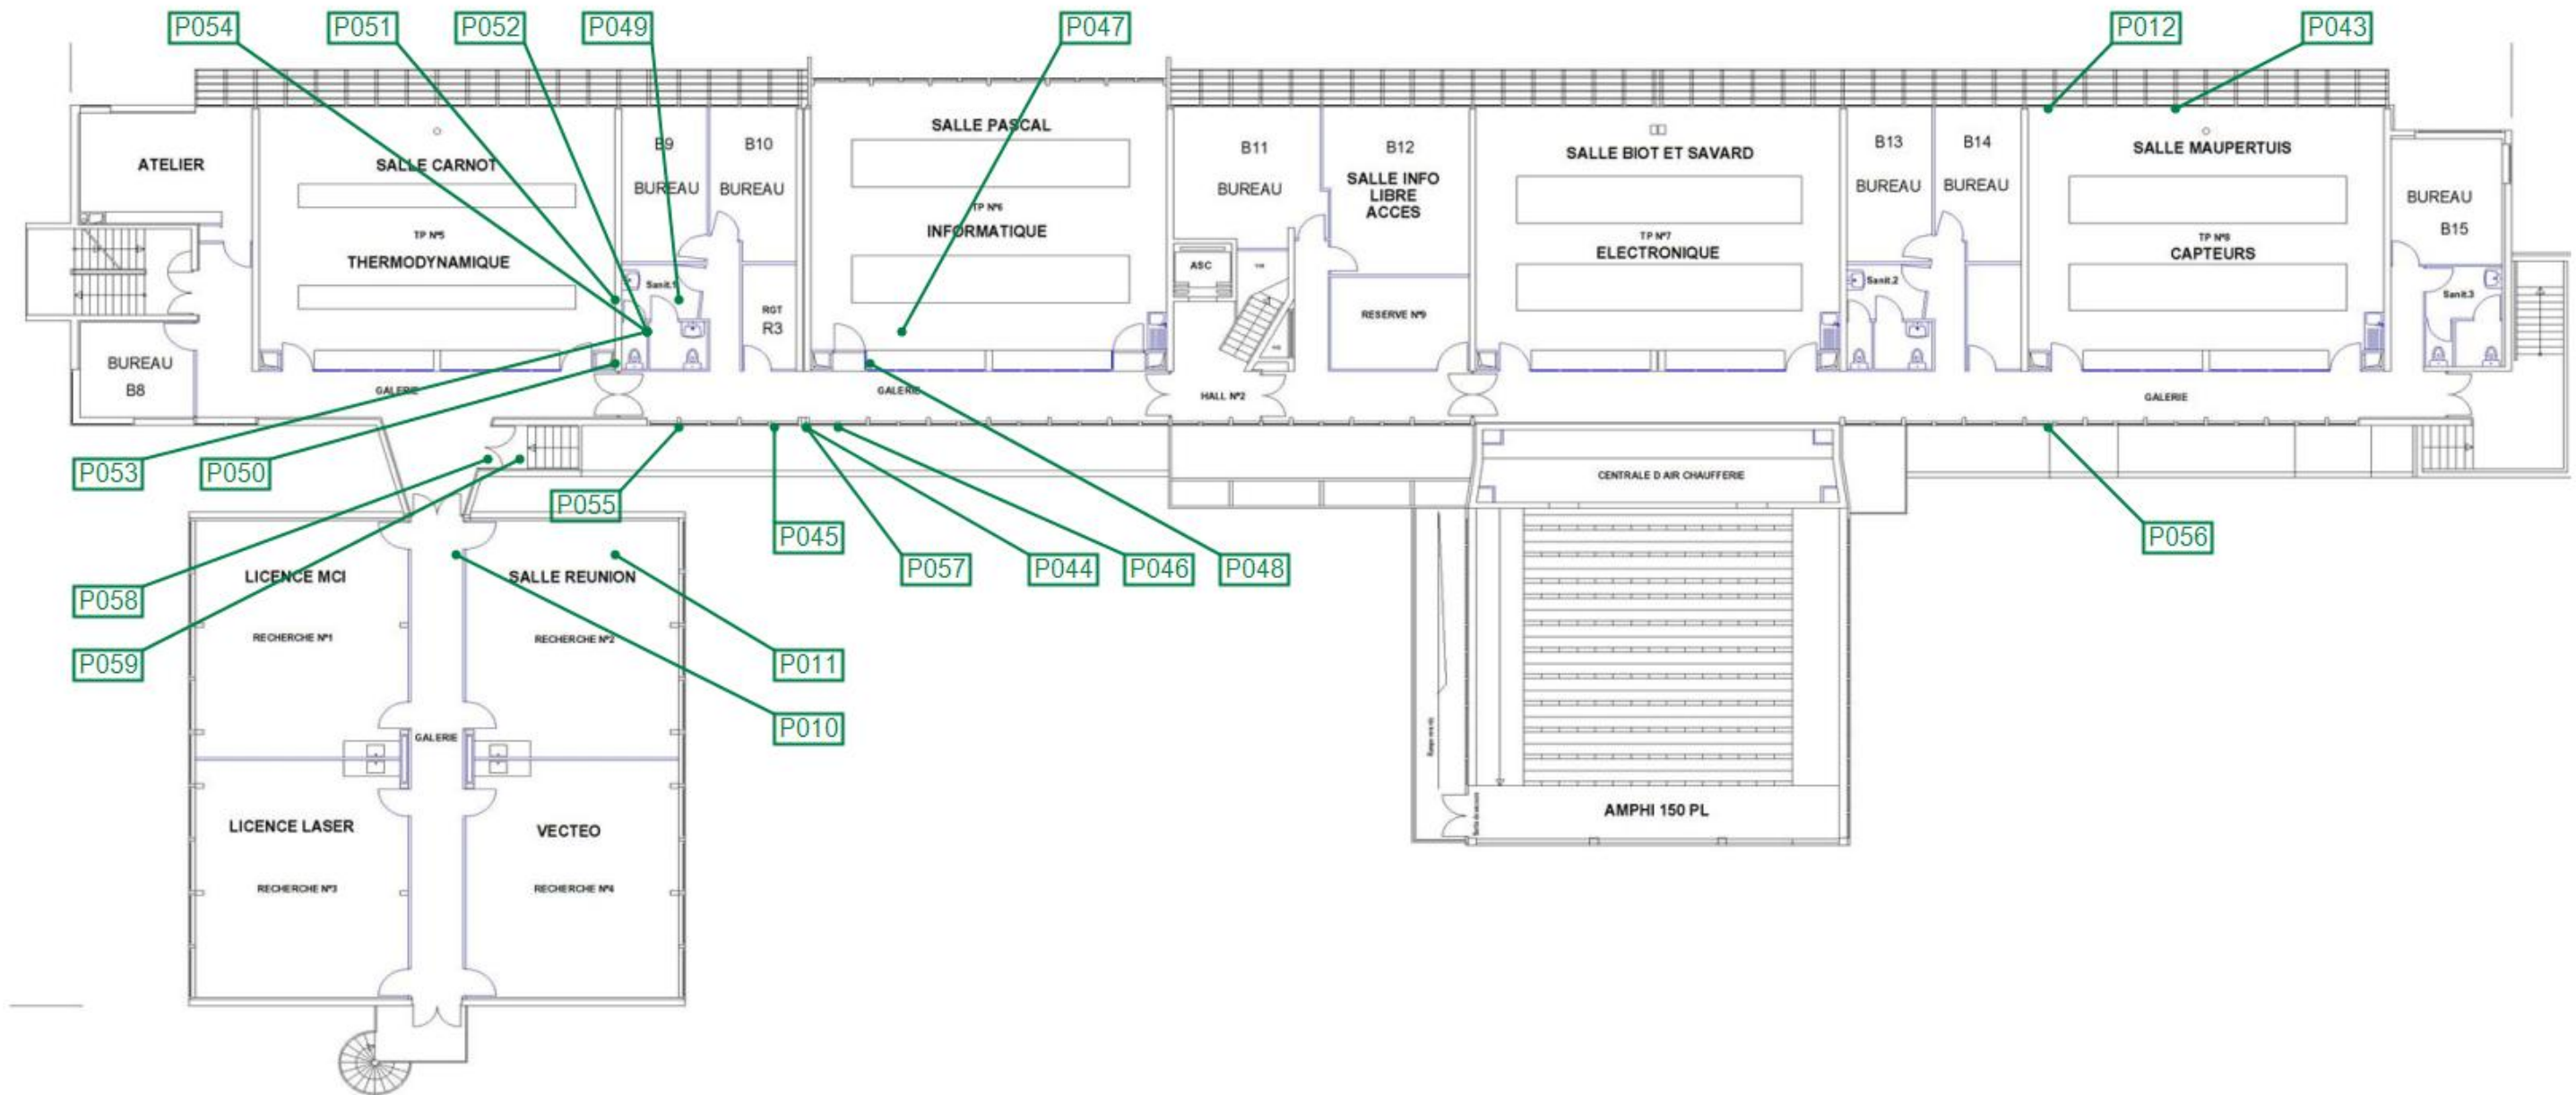 P054
P051
P052
P049
P047
P012
P043
SALLE PASCAL
B9
B10
B11
B12
B13
B14
ATELIER
SALLE CARNOT
SALLE BIOT ET SAVARD
SALLE MAUPERTUIS
BUREAU
BUREAU
BUREAU
SALLE INFO
LIBRE
ACCES
BUREAU
BUREAU
BUREAU
B15
TP N°5
THERMODYNAMIQUE
TP N°6
INFORMATIQUE
TP N°7
ELECTRONIQUE
TP N°8
CAPTEURS
ASC
Sanit.1
Sanit.2
Sanit.3
RGT
R3
RESERVE N°9
BUREAU
B8
GALERIE
GALERIE
HALL N°2
GALERIE
P053
P050
P055
P045
P057
P044
P046
P048
P056
CENTRALE D AIR CHAUFFERIE
P058
P059
LICENCE MCI
SALLE REUNION
RECHERCHE N°1
RECHERCHE N°2
P011
P010
GALERIE
LICENCE LASER
VECTEO
RECHERCHE N°3
RECHERCHE N°4
AMPHI 150 PL